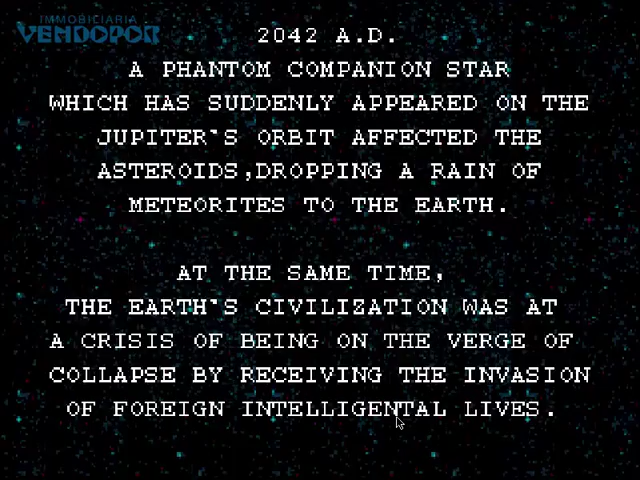 IMMOBICIARIA
VENDOPOR
2042 A.D.
A PHANTOM COMPANION STAR
WHICH HAS SUDDENLY APPEARED ON THE
JUPITER'S ORBIT AFFECTED THE
ASTEROIDS,DROPPING A RAIN OF
METEORITES TO THE EARTH.
AT THE SAME TIME,
THE EARTH'S CIVILIZATION WAS AT
A CRISIS OF BEING ON THE VERGE OF
COLLAPSE BY RECEIVING THE INVASION
OF FOREIGN INTELLIGENTAL LIVES.